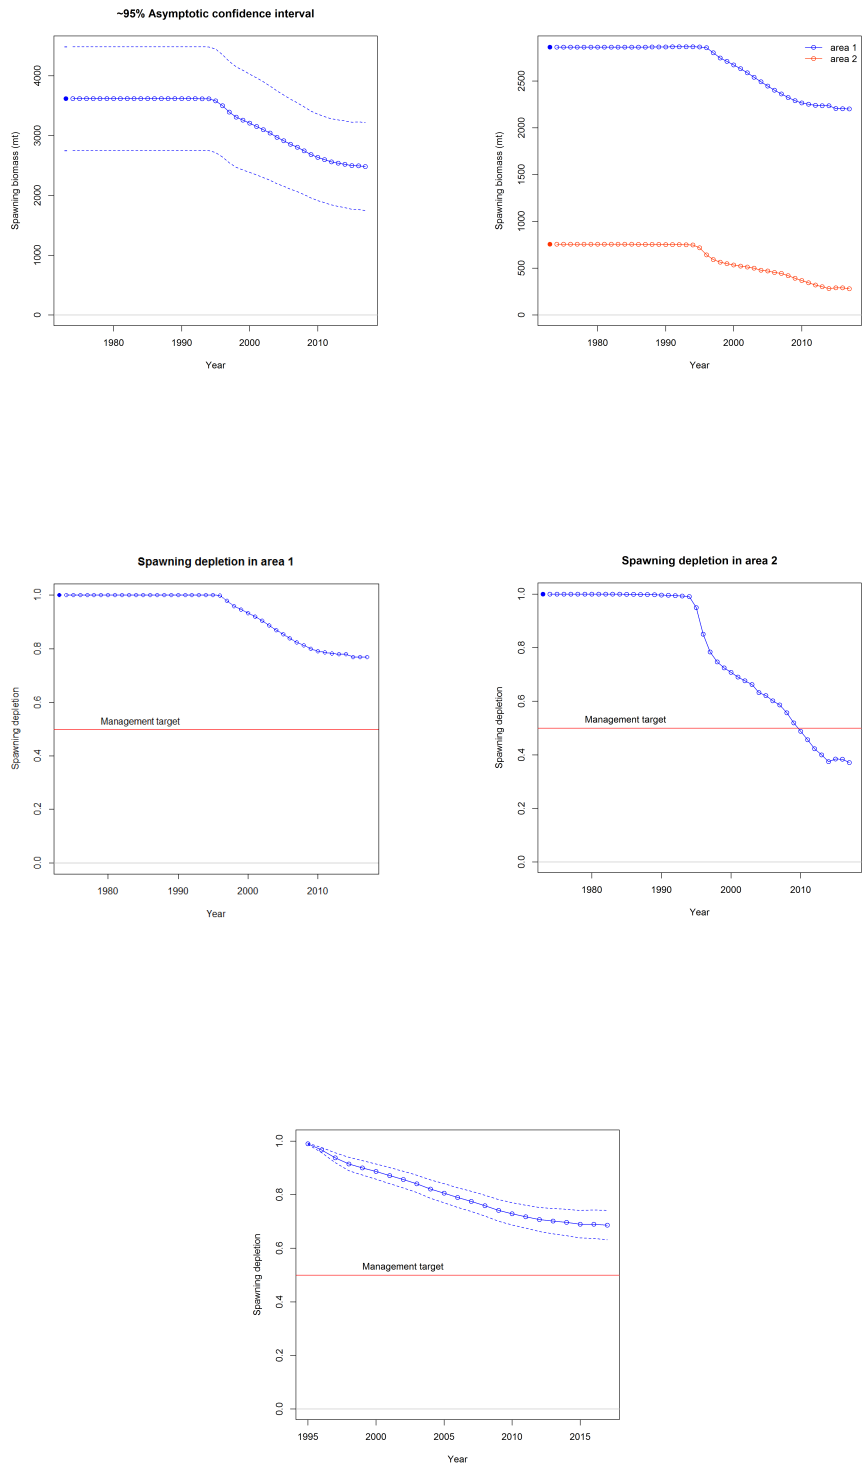 ~95% Asymptotic confidence interval
Spawning biomass (mt)
0 1000 2000 3000 4000
1980 1990 2000 2010
Year
area 1
area 2
Spawning biomass (mt)
0 500 1000 1500 2000 2500
1980 1990 2000 2010
Year
Spawning depletion in area 1
Management target
Spawning depletion
0.0 0.2 0.4 0.6 0.8 1.0
1980 1990 2000 2010
Year
Spawning depletion in area 2
Management target
Spawning depletion
0.0 0.2 0.4 0.6 0.8 1.0
1980 1990 2000 2010
Year
Management target
Spawning depletion
0.0 0.2 0.4 0.6 0.8 1.0
1995 2000 2005 2010 2015
Year